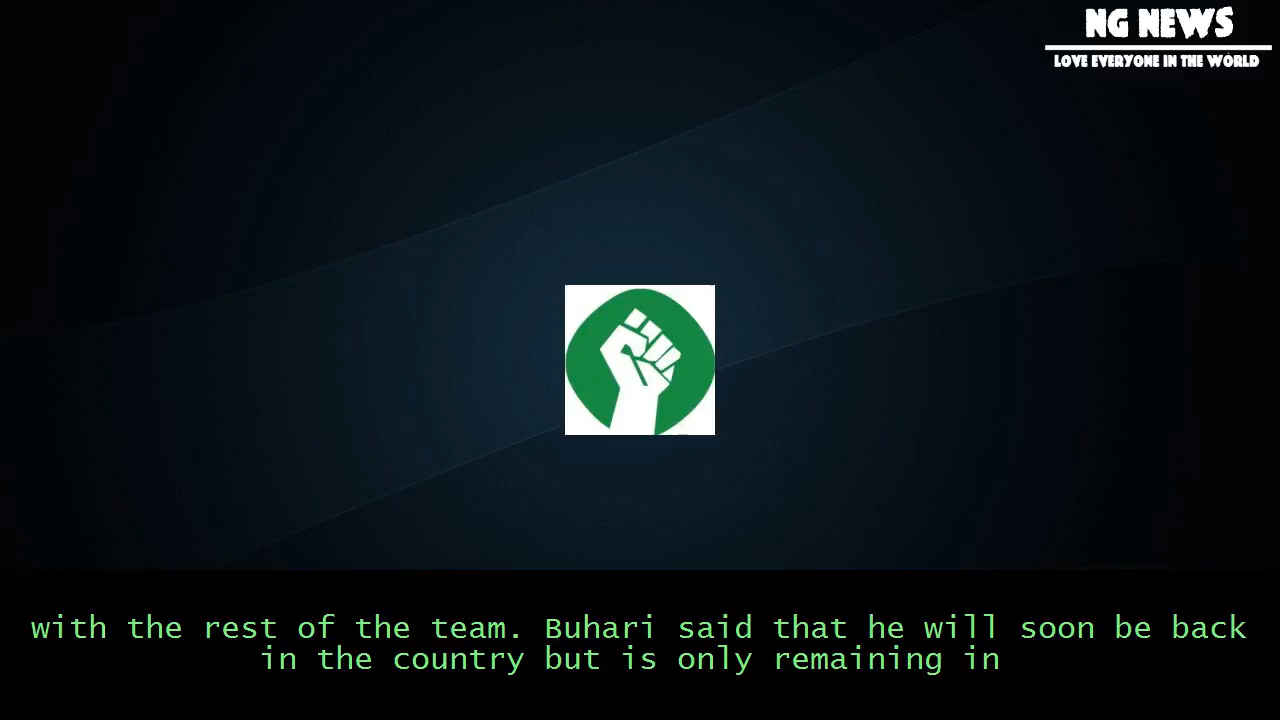 NG NEWS
LOVE EVERYONE IN THE WORLD
with the rest of the team. Buhari said that he will soon be back
in the country but is only remaining in